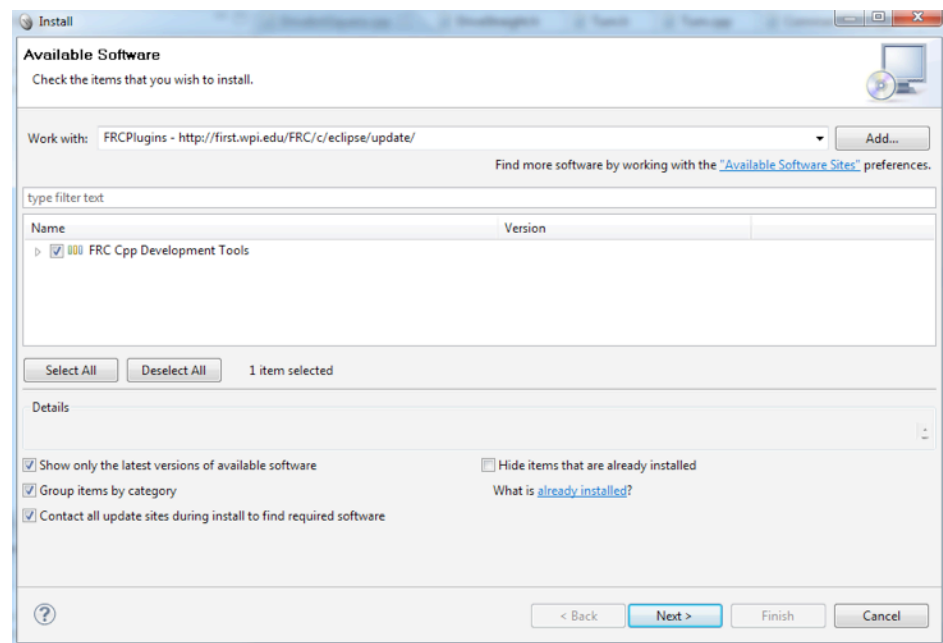 Install
Available Software
Check the items that you wish to install.
Work with: FRCPlugins - http://first.wpi.edu/FRC/c/eclipse/update/ Add...
Find more software by working with the "Available Software Sites" preferences.
type filter text
Name Version
FRC Cpp Development Tools
Select All Deselect All 1 item selected
Details
Show only the latest versions of available software Hide items that are already installed
Group items by category What is already installed?
Contact all update sites during install to find required software
< Back Next > Finish Cancel